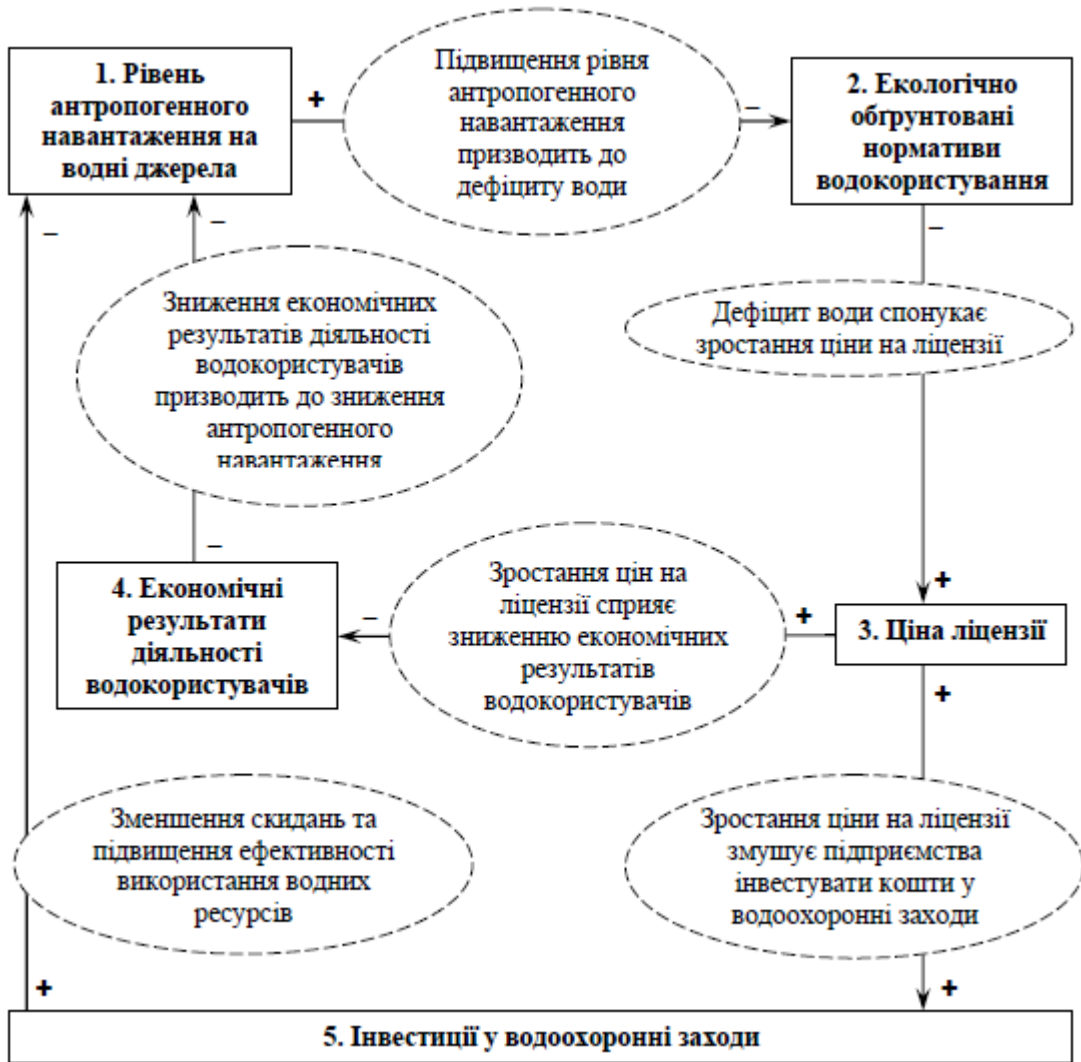 1. Рівень
антропогенного
навантаження на
водні джерела
+
Підвищення рівня
антропогенного
навантаження
призводить до
дефіциту води
–
2. Екологічно
обґрунтовані
нормативи
водокористування
–
–
–
Зниження економічних
результатів діяльності
водокористувачів
призводить до зниження
антропогенного
навантаження
Дефіцит води спонукає
зростання ціни на ліцензії
–
4. Економічні
результати
діяльності
водокористувачів
–
Зростання цін на
ліцензії сприяє
зниженню економічних
результатів
водокористувачів
+
+
3. Ціна ліцензії
+
Зменшення скидань та
підвищення ефективності
використання водних
ресурсів
Зростання ціни на ліцензії
змушує підприємства
інвестувати кошти у
водоохоронні заходи
+
+
5. Інвестиції у водоохоронні заходи